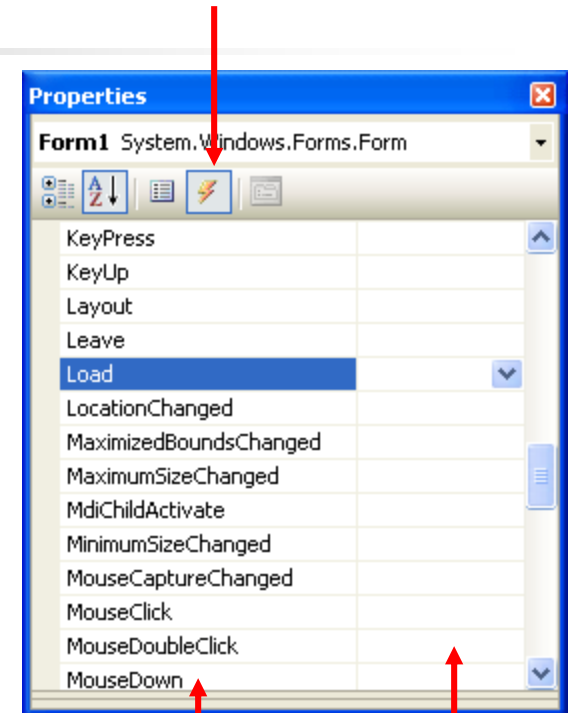 Properties
Form1 System.Windows.Forms.Form
A
Z
KeyPress
KeyUp
Layout
Leave
Load
LocationChanged
MaximizedBoundsChanged
MaximumSizeChanged
MdiChildActivate
MinimumSizeChanged
MouseCaptureChanged
MouseClick
MouseDoubleClick
MouseDown